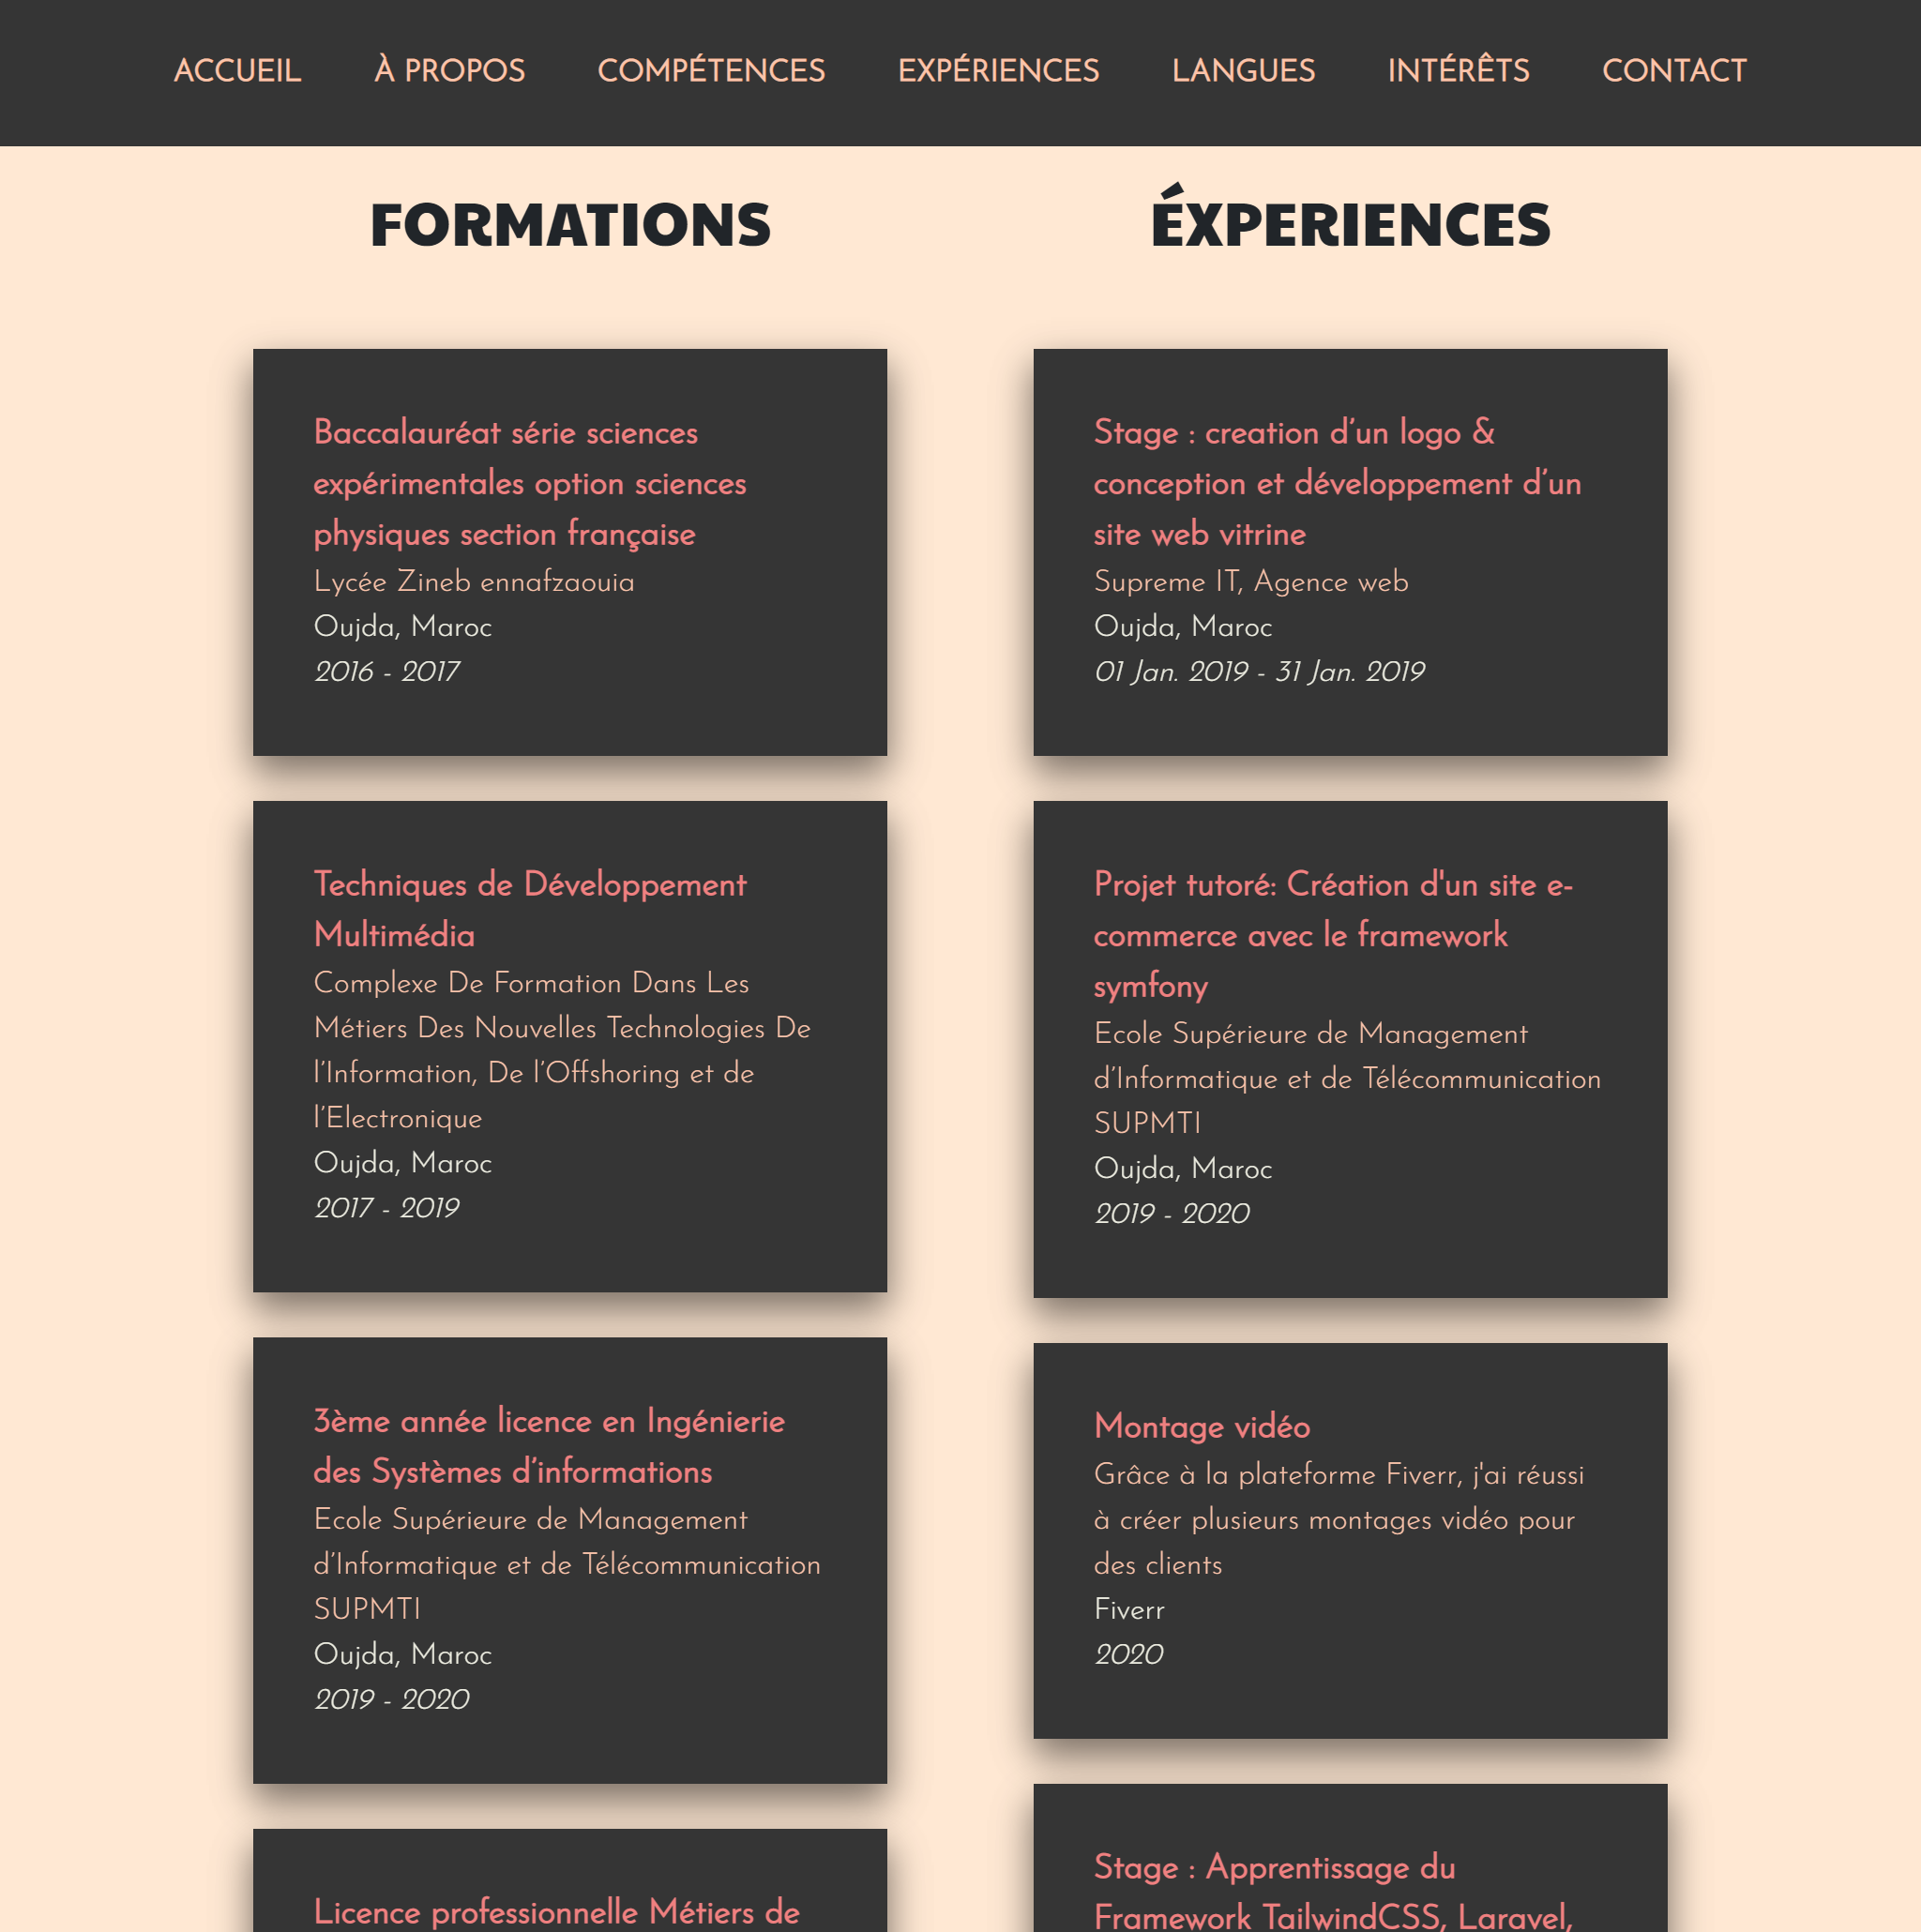 ACCUEIL À PROPOS COMPÉTENCES EXPÉRIENCES LANGUES INTÉRÊTS CONTACT
FORMATIONS
Baccalauréat série sciences
expérimentales option sciences
physiques section française
Lycée Zineb ennafzaouia
Oujda, Maroc
2016 - 2017
Techniques de Développement
Multimédia
Complexe De Formation Dans Les
Métiers Des Nouvelles Technologies De
l’Information, De l’Offshoring et de
l’Electronique
Oujda, Maroc
2017 - 2019
3ème année licence en Ingénierie
des Systèmes d’informations
Ecole Supérieure de Management
d’Informatique et de Télécommunication
SUPMTI
Oujda, Maroc
2019 - 2020
Licence professionnelle Métiers de
ÉXPERIENCES
Stage : creation d’un logo &
conception et développement d’un
site web vitrine
Supreme IT, Agence web
Oujda, Maroc
01 Jan. 2019 - 31 Jan. 2019
Projet tutoré: Création d'un site e-
commerce avec le framework
symfony
Ecole Supérieure de Management
d’Informatique et de Télécommunication
SUPMTI
Oujda, Maroc
2019 - 2020
Montage vidéo
Grâce à la plateforme Fiverr, j'ai réussi
à créer plusieurs montages vidéo pour
des clients
Fiverr
2020
Stage : Apprentissage du
Framework TailwindCSS, Laravel,